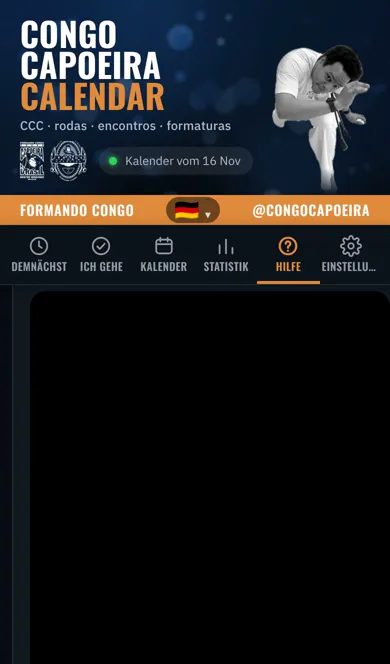 CONGO
CAPOEIRA
CALENDAR
CCC · rodas · encontros · formaturas
Kalender vom 16 Nov
FORMANDO CONGO
@CONGOCAPOEIRA
DEMNÄCHST
ICH GEHE
KALENDER
STATISTIK
HILFE
EINSTELLU...